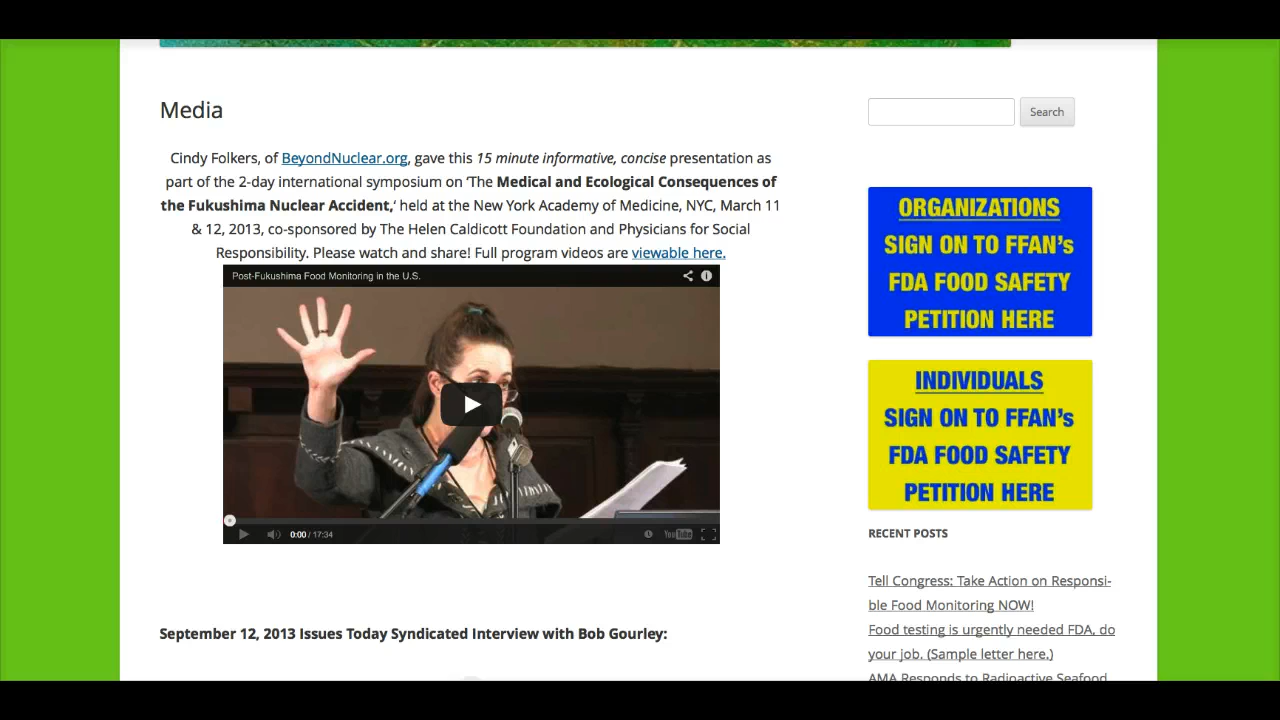 Media
Search
Cindy Folkers, of BeyondNuclear.org, gave this 15 minute informative, concise presentation as
part of the 2-day international symposium on ‘The Medical and Ecological Consequences of
the Fukushima Nuclear Accident,‘ held at the New York Academy of Medicine, NYC, March 11
& 12, 2013, co-sponsored by The Helen Caldicott Foundation and Physicians for Social
Responsibility. Please watch and share! Full program videos are viewable here.
Post-Fukushima Food Monitoring in the U.S.
0:00 / 17:34
YouTube
September 12, 2013 Issues Today Syndicated Interview with Bob Gourley:
ORGANIZATIONS
SIGN ON TO FFAN's
FDA FOOD SAFETY
PETITION HERE
INDIVIDUALS
SIGN ON TO FFAN's
FDA FOOD SAFETY
PETITION HERE
RECENT POSTS
Tell Congress: Take Action on Responsi-
ble Food Monitoring NOW!
Food testing is urgently needed FDA, do
your job. (Sample letter here.)
AMA Responds to Radioactive Seafood